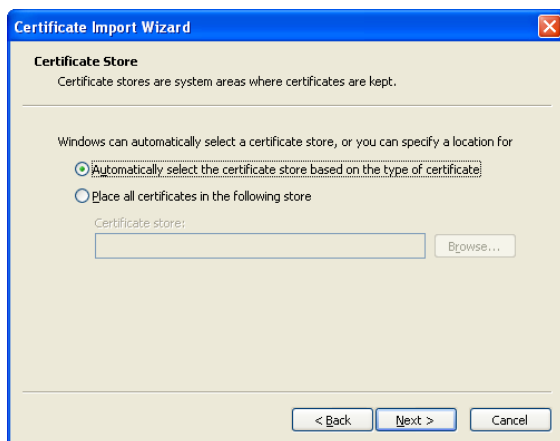 Certificate Import Wizard
Certificate Store
Certificate stores are system areas where certificates are kept.
Windows can automatically select a certificate store, or you can specify a location for
Automatically select the certificate store based on the type of certificate
Place all certificates in the following store
Certificate store:
Browse...
< Back Next > Cancel